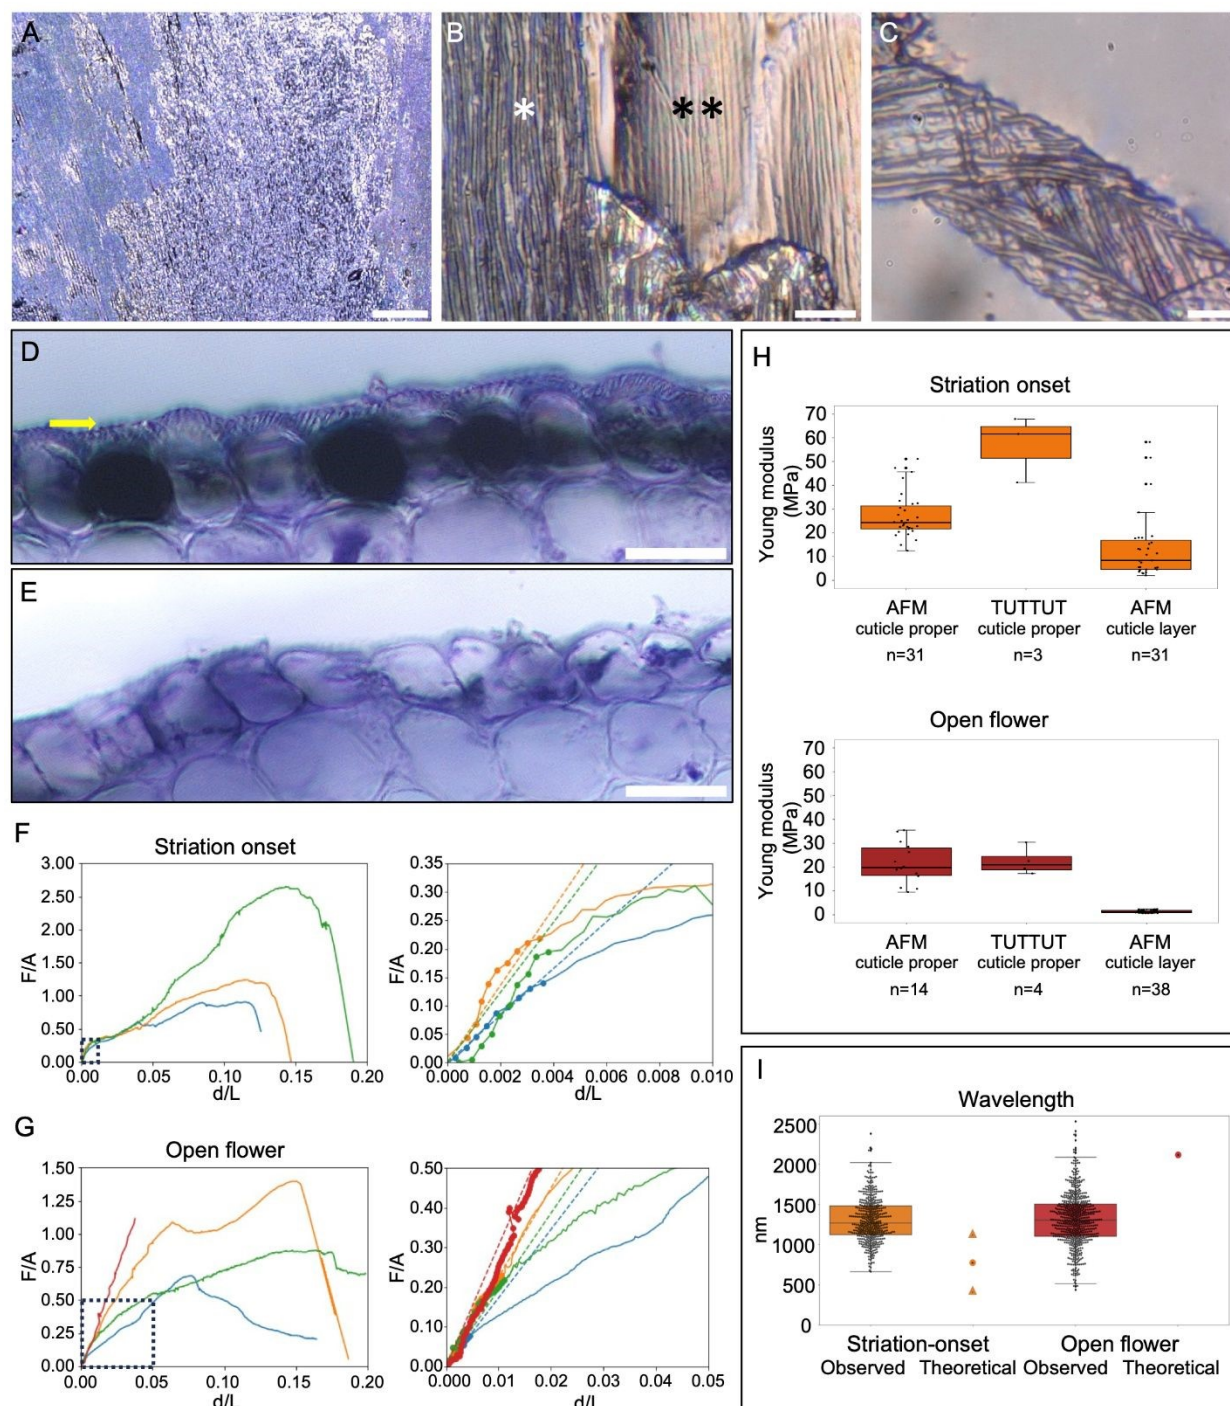 A
B
*
**
C
D
E
F
Striation onset
3.00
2.50
2.00
1.50
1.00
0.50
0.00
F/A
0.00 0.05 0.10 0.15 0.20
d/L
0.35
0.30
0.25
0.20
0.15
0.10
0.05
0.00
F/A
0.000 0.002 0.004 0.006 0.008 0.010
d/L
G
Open flower
1.50
1.25
1.00
0.75
0.50
0.25
0.00
F/A
0.00 0.05 0.10 0.15 0.20
d/L
0.50
0.40
0.30
0.20
0.10
0.00
F/A
0.000 0.01 0.02 0.03 0.04 0.05
d/L
H
Striation onset
70
60
50
40
30
20
10
0
Young modulus
(MPa)
AFM TUTTUT AFM
cuticle proper cuticle proper cuticle layer
n=31 n=3 n=31
Open flower
70
60
50
40
30
20
10
0
Young modulus
(MPa)
AFM TUTTUT AFM
cuticle proper cuticle proper cuticle layer
n=14 n=4 n=38
I
Wavelength
2500
2000
1500
1000
500
0
nm
Striation-onset Open flower
Observed Theoretical Observed Theoretical